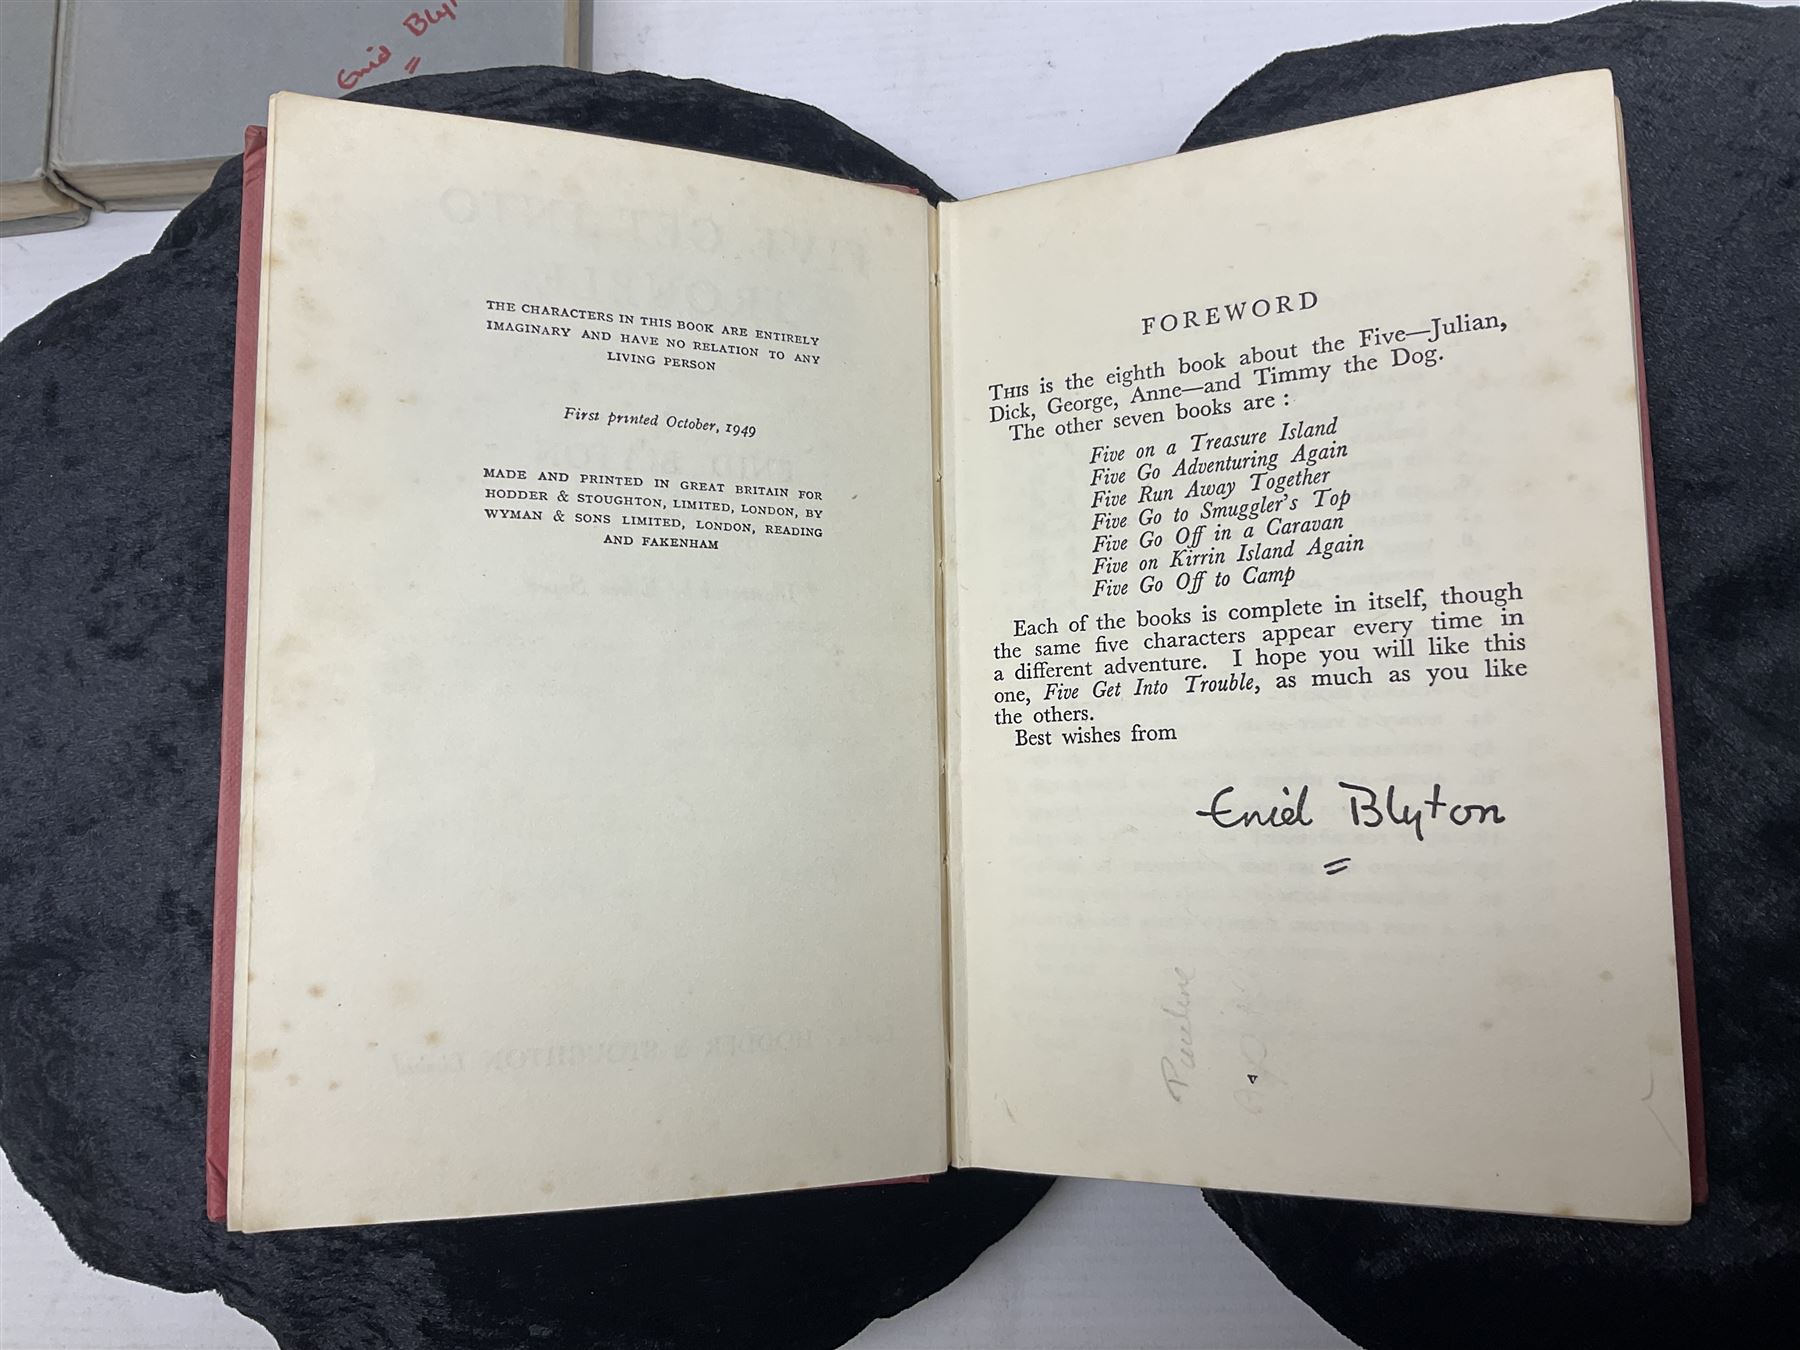 Enid
THE CHARACTERS IN THIS BOOK ARE ENTIRELY
IMAGINARY AND HAVE NO RELATION TO ANY
LIVING PERSON
First printed October, 1949
MADE AND PRINTED IN GREAT BRITAIN FOR
HODDER & STOUGHTON, LIMITED, LONDON, BY
WYMAN & SONS LIMITED, LONDON, READING
AND FAKENHAM
FOREWORD
THIS is the eighth book about the Five—Julian,
Dick, George, Anne—and Timmy the Dog.
The other seven books are :
Five on a Treasure Island
Five Go Adventuring Again
Five Run Away Together
Five Go to Smuggler's Top
Five Go Off in a Caravan
Five on Kirrin Island Again
Five Go Off to Camp
Each of the books is complete in itself, though
the same five characters appear every time in
a different adventure. I hope you will like this
one, Five Get Into Trouble, as much as you like
the others.
Best wishes from
Enid Blyton
Pauline